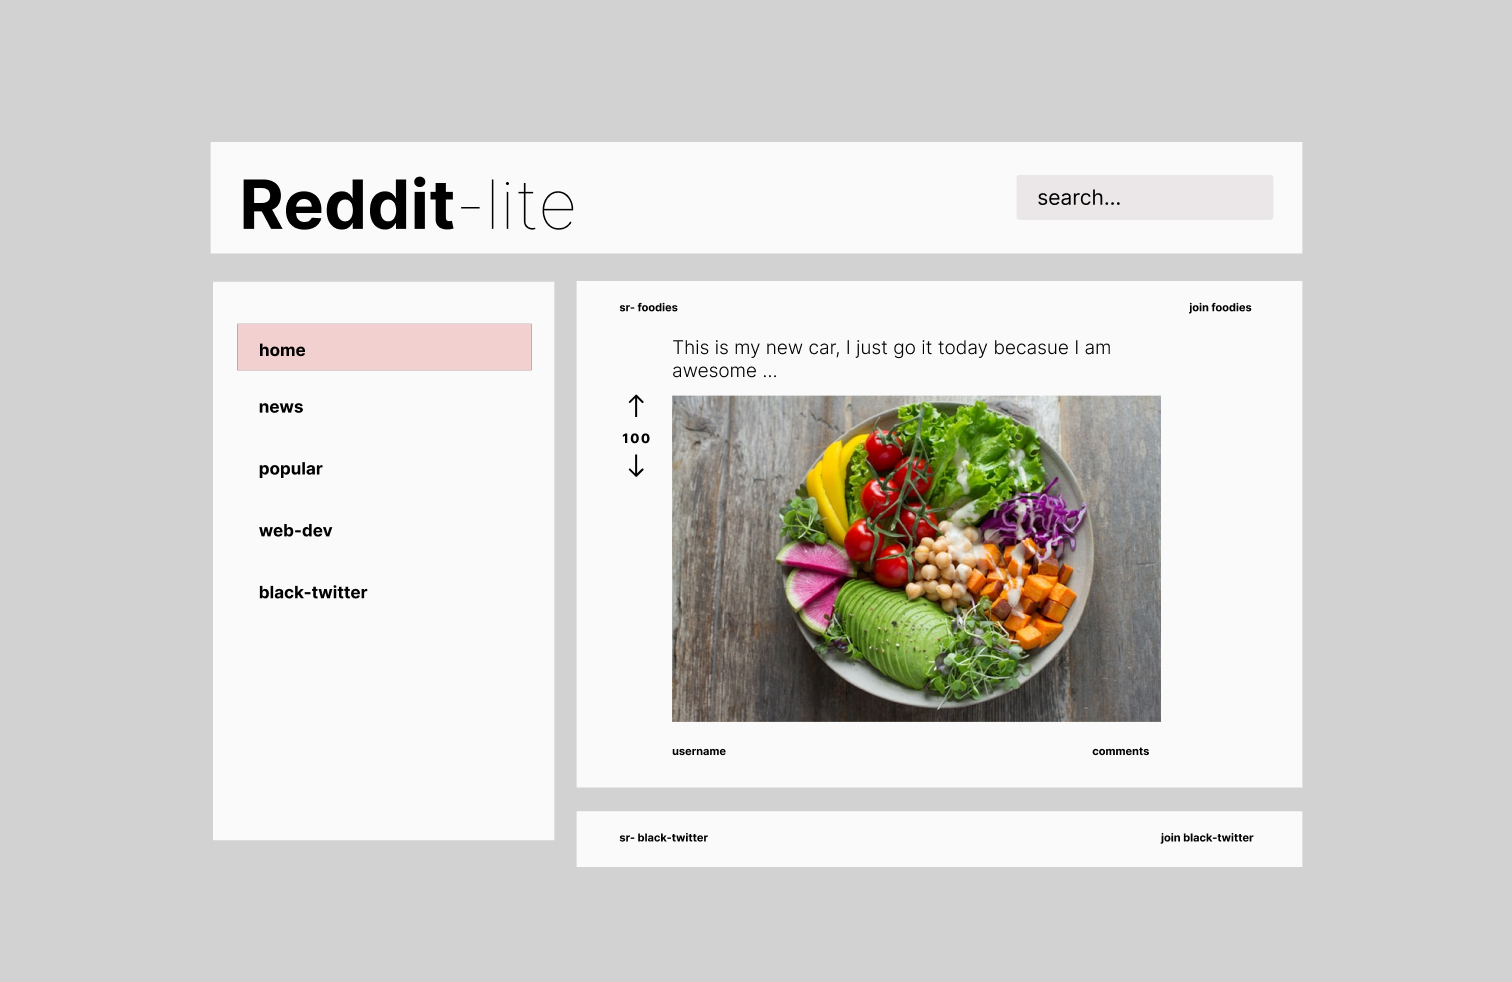 Reddit-lite
search...
home
news
popular
web-dev
black-twitter
sr- foodies
join foodies
This is my new car, I just go it today becasue I am
awesome ...
100
username
comments
sr- black-twitter
join black-twitter